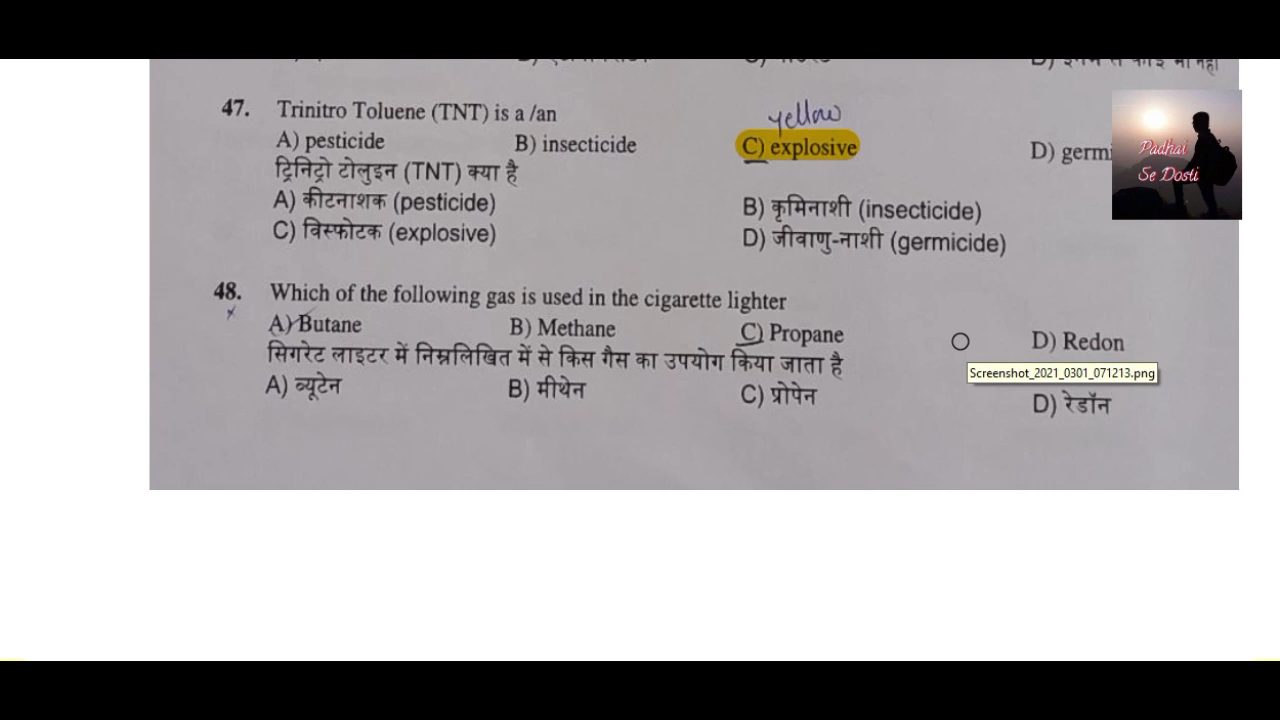 47. Trinitro Toluene (TNT) is a /an
yellow
A) pesticide B) insecticide C) explosive D) germi
ट्रिनिट्रो टोलुइन (TNT) क्या है
A) कीटनाशक (pesticide) B) कृमिनाशी (insecticide)
C) विस्फोटक (explosive) D) जीवाणु-नाशी (germicide)
Padhai
Se Dosti
48. Which of the following gas is used in the cigarette lighter
A) Butane B) Methane C) Propane D) Redon
सिगरेट लाइटर में निम्नलिखित में से किस गैस का उपयोग किया जाता है
Screenshot_2021_0301_071213.png
A) ब्यूटेन B) मीथेन C) प्रोपेन D) रेडॉन